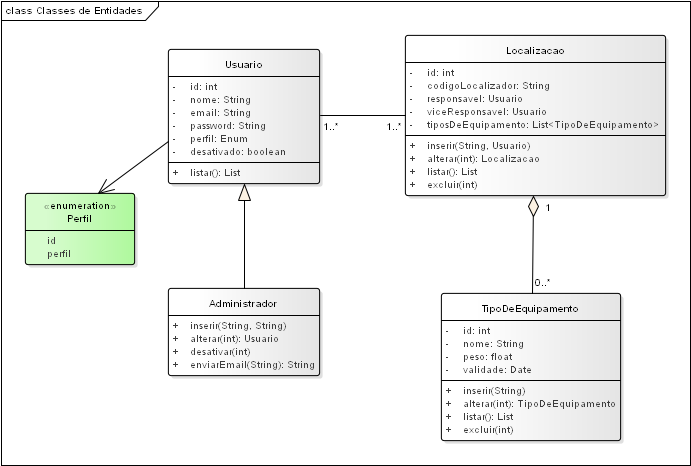 class Classes de Entidades
Usuario
- id: int
- nome: String
- email: String
- password: String
- perfil: Enum
- desativado: boolean
+ listar(): List
1..*
1..*
Localizacao
- id: int
- codigoLocalizador: String
- responsavel: Usuario
- viceResponsavel: Usuario
- tiposDeEquipamento: List<TipoDeEquipamento>
+ inserir(String, Usuario)
+ alterar(int): Localizacao
+ listar(): List
+ excluir(int)
«enumeration»
Perfil
id
perfil
1
0..*
Administrador
+ inserir(String, String)
+ alterar(int): Usuario
+ desativar(int)
+ enviarEmail(String): String
TipoDeEquipamento
- id: int
- nome: String
- peso: float
- validade: Date
+ inserir(String)
+ alterar(int): TipoDeEquipamento
+ listar(): List
+ excluir(int)